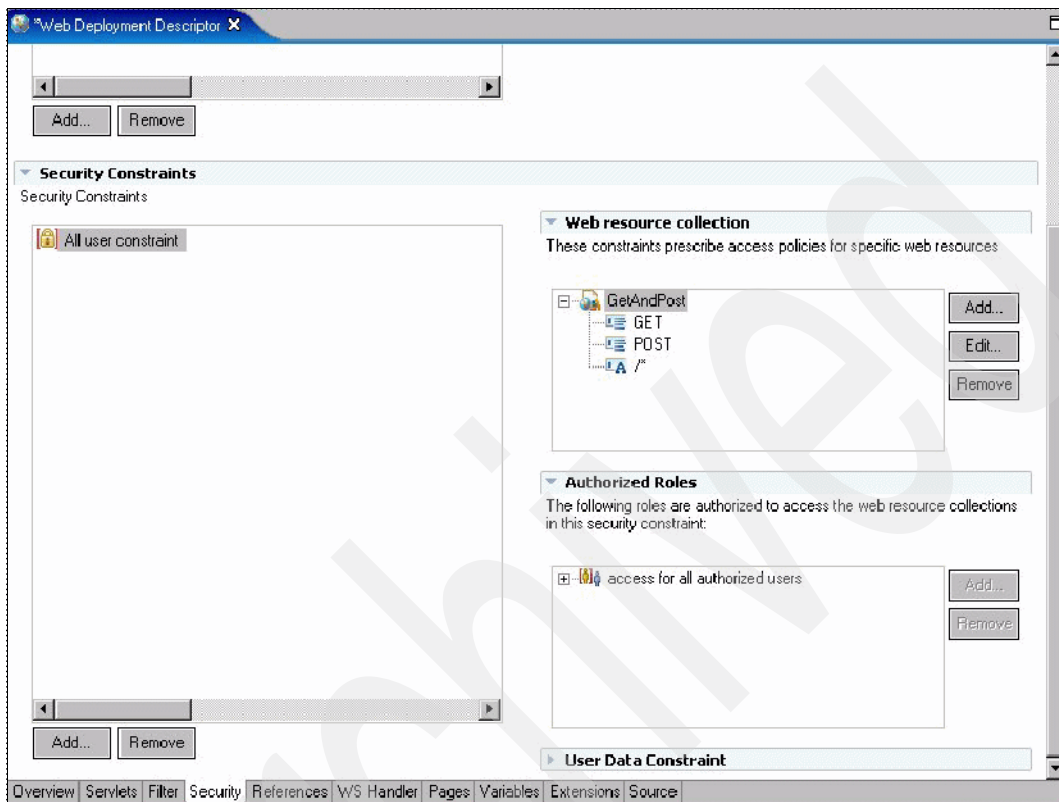 *Web Deployment Descriptor X
Add... Remove
Security Constraints
Security Constraints
All user constraint
Add... Remove
Web resource collection
These constraints prescribe access policies for specific web resources
GetAndPost
GET
POST
/*
Add...
Edit...
Remove
Authorized Roles
The following roles are authorized to access the web resource collections
in this security constraint:
access for all authorized users
Add...
Remove
User Data Constraint
Overview Servlets Filter Security References WS Handler Pages Variables Extensions Source
Archived